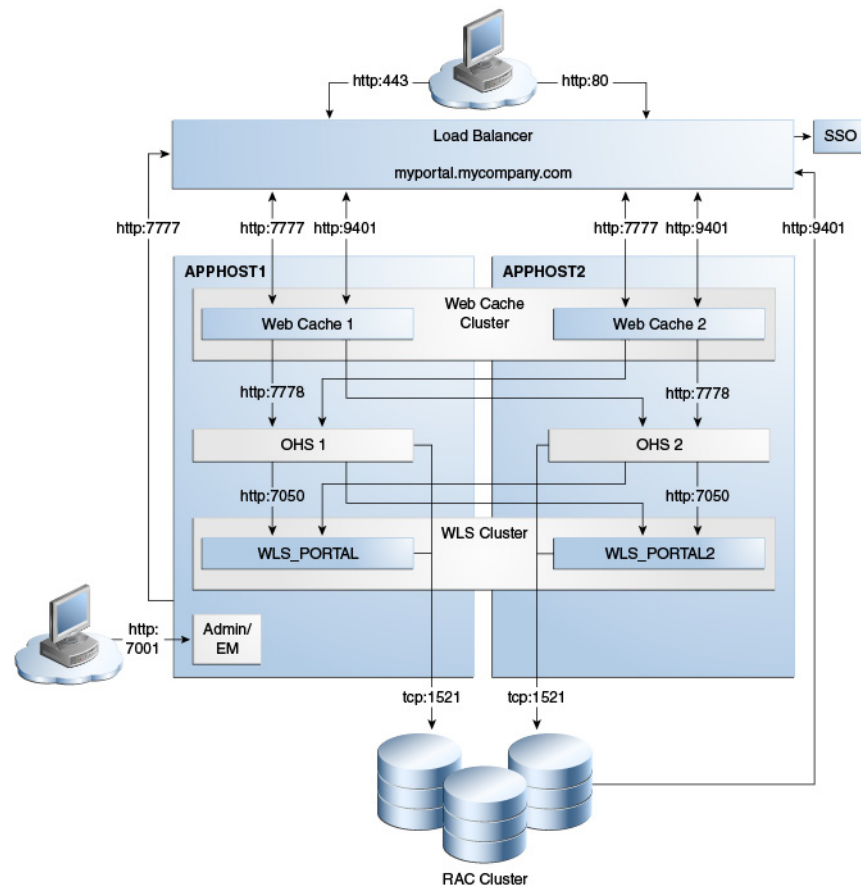 http:443
http:80
Load Balancer
SSO
myportal.mycompany.com
http:7777
http:7777
http:9401
http:7777
http:9401
http:9401
APPHOST1
APPHOST2
Web Cache
Cluster
Web Cache 1
Web Cache 2
http:7778
http:7778
OHS 1
OHS 2
http:7050
http:7050
WLS Cluster
WLS_PORTAL
WLS_PORTAL2
http:
7001
Admin/
EM
tcp:1521
tcp:1521
RAC Cluster